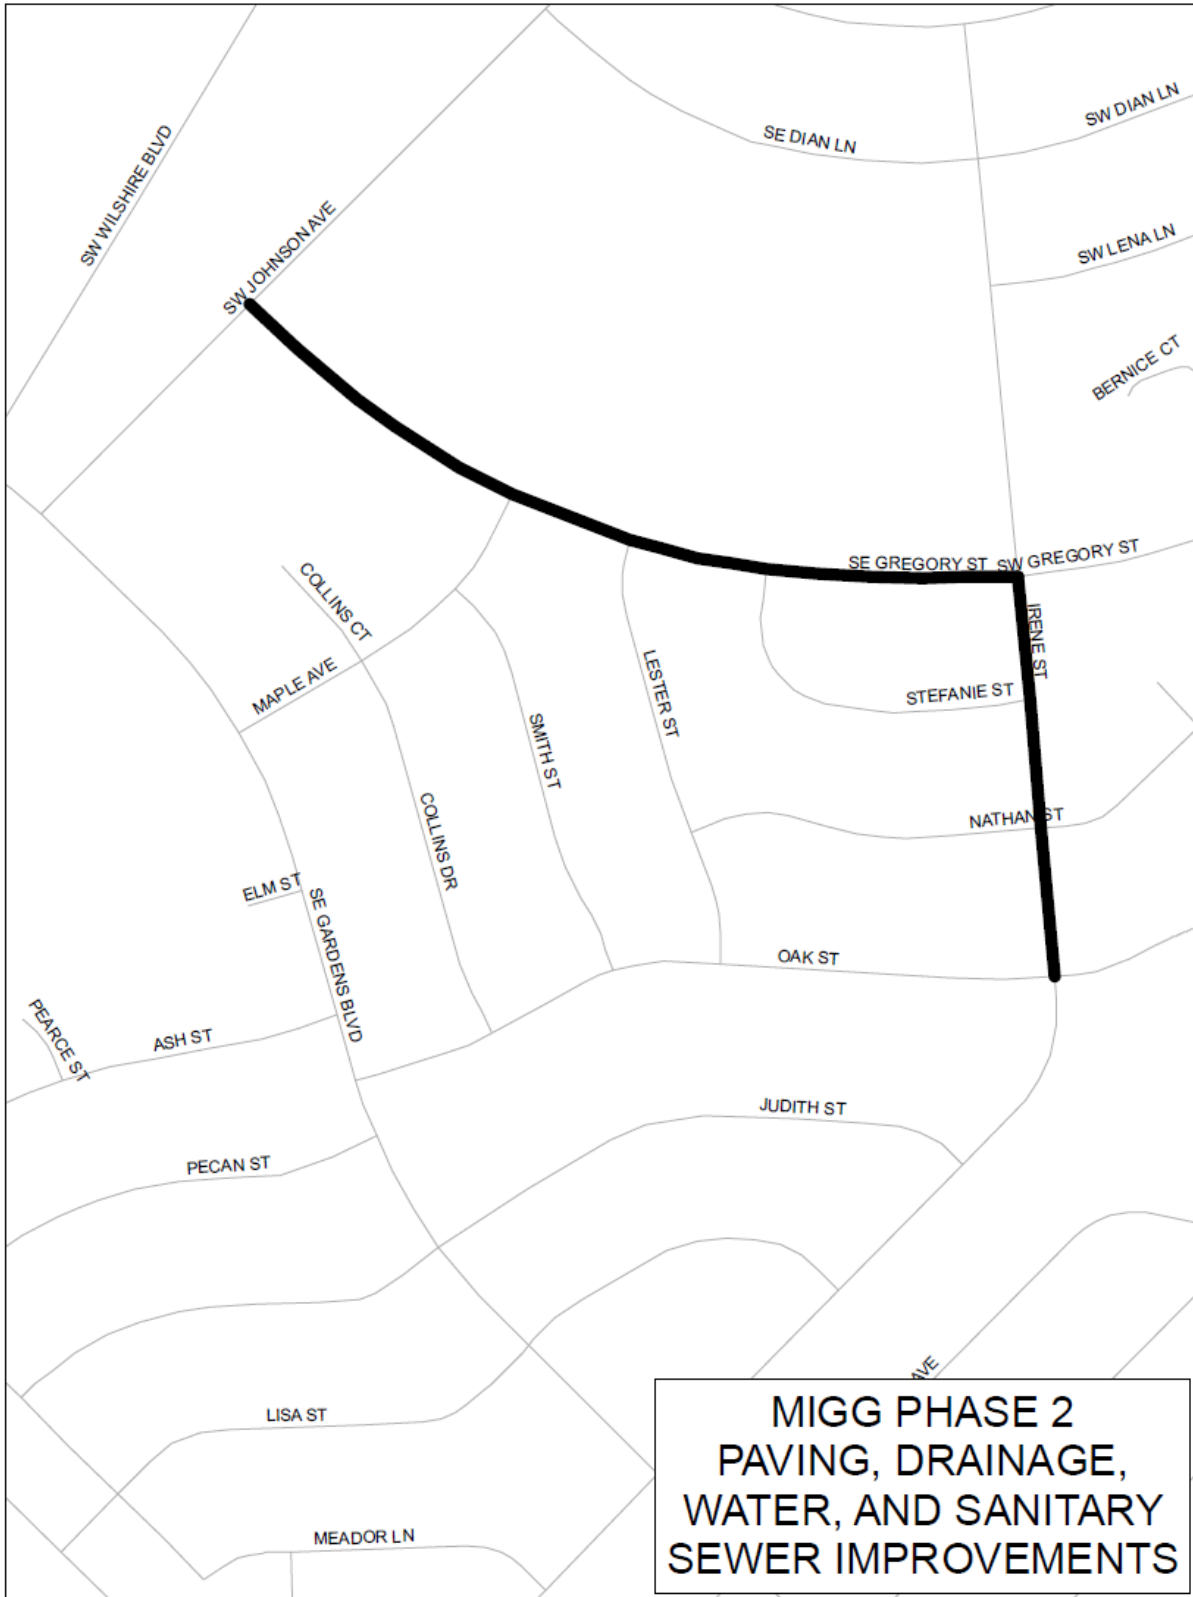 SW DIAN LN
SE DIAN LN
SW WILSHIRE BLVD
SW JOHNSON AVE
SW LENA LN
BERNICE CT
SE GREGORY ST
SW GREGORY ST
COLLINS CT
IRENE ST
MAPLE AVE
LESTER ST
STEFANIE ST
SMITH ST
COLLINS DR
NATHAN ST
ELM ST
SE GARDENS BLVD
OAK ST
PEARCE ST
ASH ST
JUDITH ST
PECAN ST
AVE
LISA ST
MEADOR LN
MIGG PHASE 2
PAVING, DRAINAGE,
WATER, AND SANITARY
SEWER IMPROVEMENTS